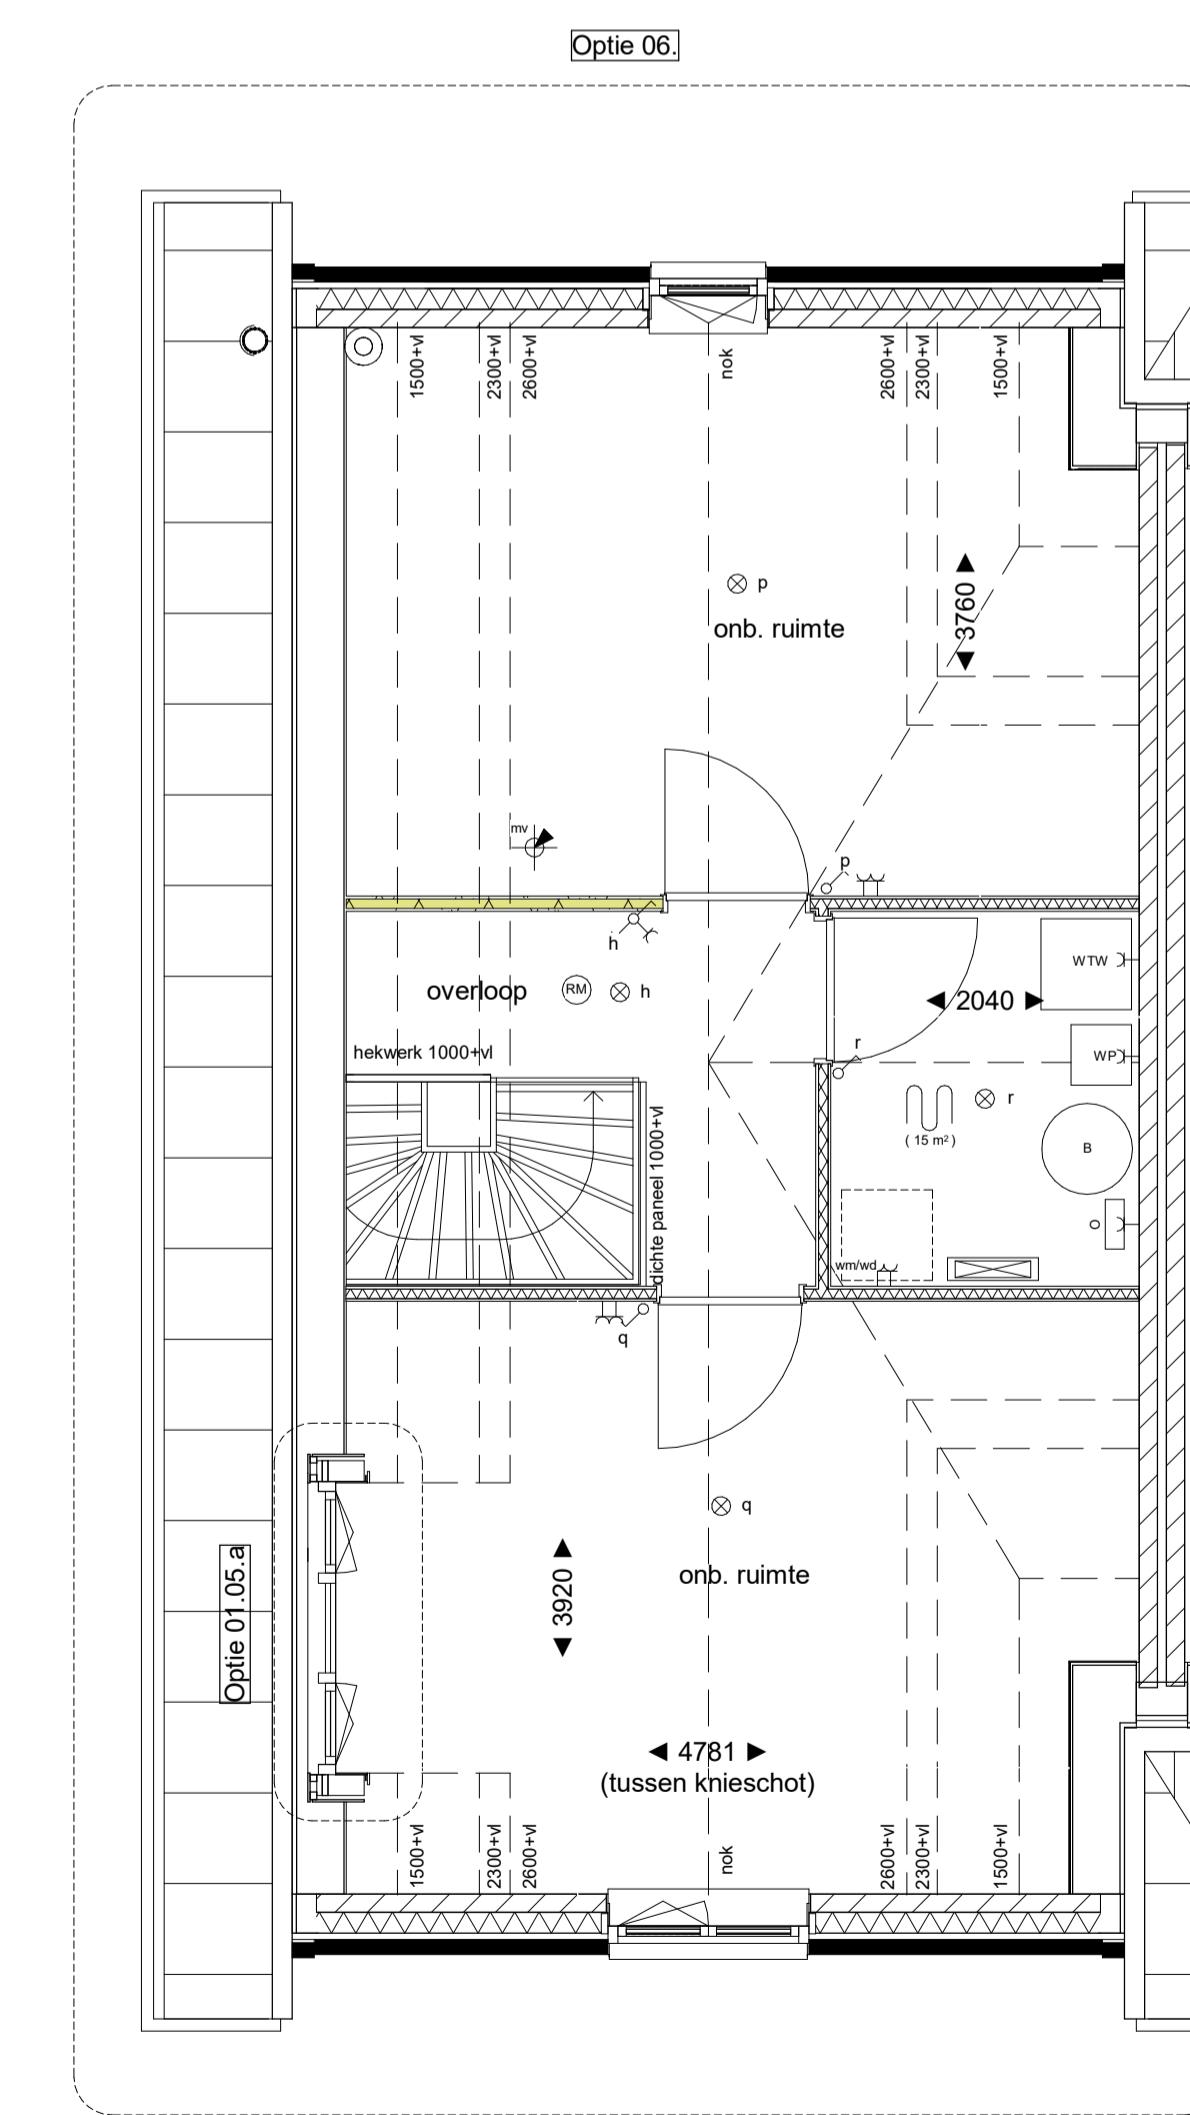 Optie 06.
1500+vl
2300+vl
2600+vl
nok
2600+vl
2300+vl
1500+vl
p
onb. ruimte
3760
mv
p
h
overloop
RM
h
WTW
2040
hekwerk 1000+vl
r
WP
r
( 15 m² )
B
dichte paneel 1000+vl
wm/wd
q
q
onb. ruimte
3920
Optie 01.05.a
4781
(tussen knieschot)
1500+vl
2300+vl
2600+vl
nok
2600+vl
2300+vl
1500+vl